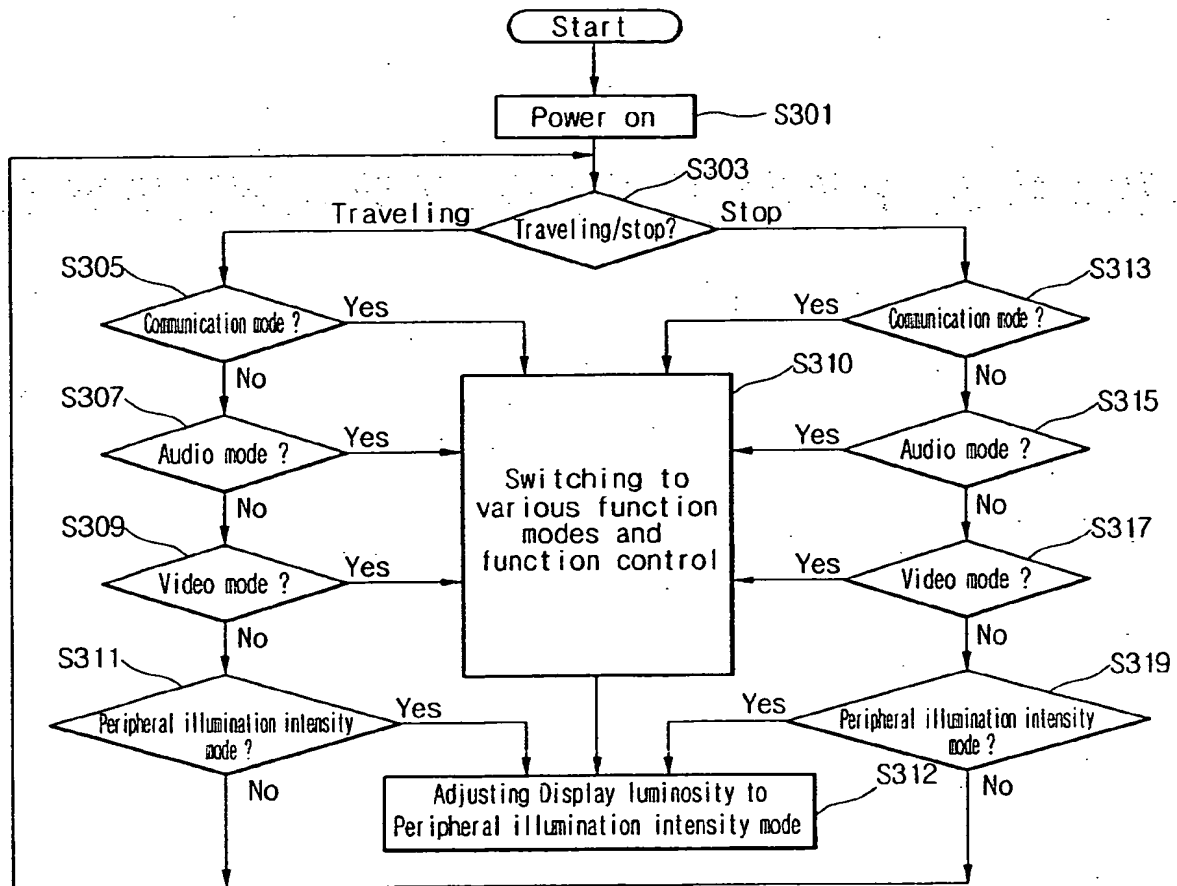 Start
Power on
S301
S303
Traveling
Traveling/stop?
Stop
S305
Communication mode ?
Yes
No
S313
Communication mode ?
Yes
No
S310
Switching to
various function
modes and
function control
S307
Audio mode ?
Yes
No
S315
Audio mode ?
Yes
No
S309
Video mode ?
Yes
No
S317
Video mode ?
Yes
No
S311
Peripheral illumination intensity
mode ?
Yes
No
S319
Peripheral illumination intensity
mode ?
Yes
No
S312
Adjusting Display luminosity to
Peripheral illumination intensity mode